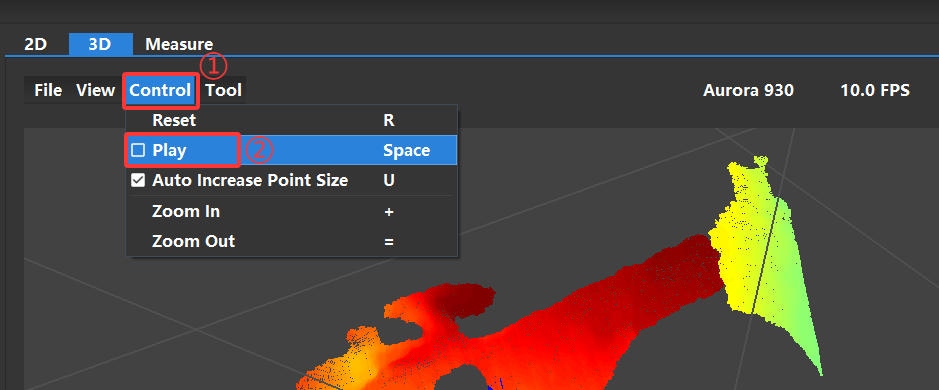 2D 3D Measure
①
File View Control Tool Aurora 930 10.0 FPS
Reset R
Play ② Space
Auto Increase Point Size U
Zoom In +
Zoom Out =